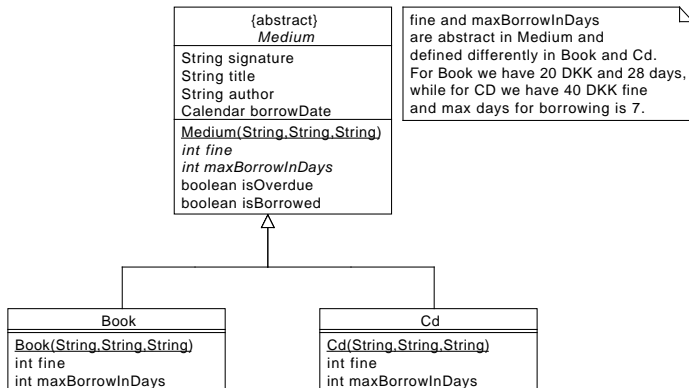 {abstract}
Medium
String signature
String title
String author
Calendar borrowDate
Medium(String,String,String)
int fine
int maxBorrowInDays
boolean isOverdue
boolean isBorrowed
fine and maxBorrowInDays
are abstract in Medium and
defined differently in Book and Cd.
For Book we have 20 DKK and 28 days,
while for CD we have 40 DKK fine
and max days for borrowing is 7.
Book
Book(String,String,String)
int fine
int maxBorrowInDays
Cd
Cd(String,String,String)
int fine
int maxBorrowInDays